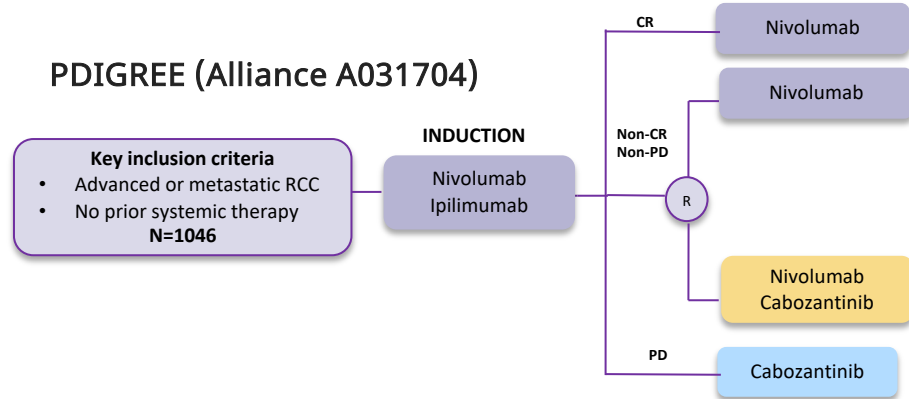 PDIGREE (Alliance A031704)
Key inclusion criteria
• Advanced or metastatic RCC
• No prior systemic therapy
N=1046
INDUCTION
Nivolumab
Ipilimumab
CR
Nivolumab
Non-CR
Non-PD
R
Nivolumab
Nivolumab
Cabozantinib
PD
Cabozantinib